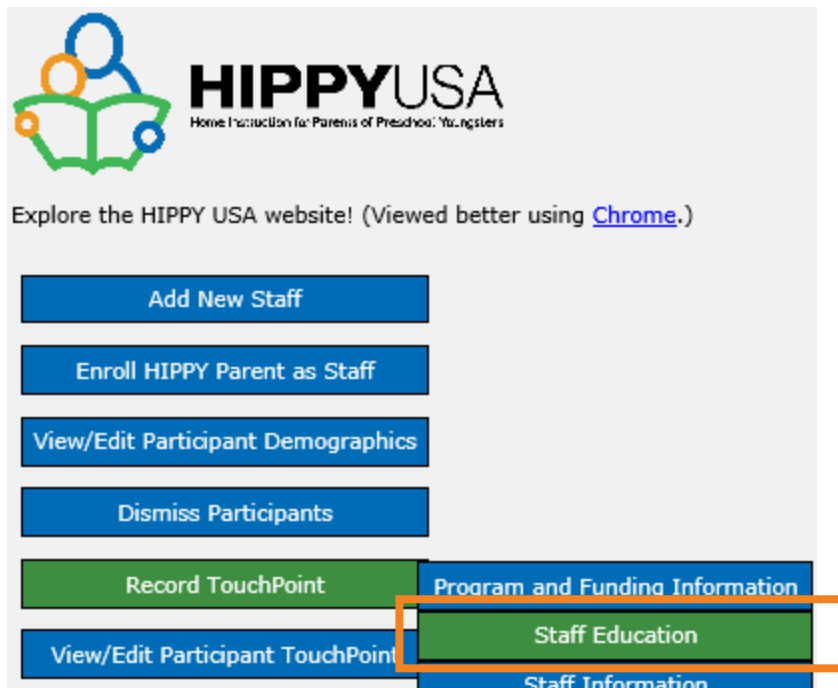 HIPPYUSA
Home Instruction for Parents of Preschool Youngsters
Explore the HIPPY USA website! (Viewed better using Chrome.)
Add New Staff
Enroll HIPPY Parent as Staff
View/Edit Participant Demographics
Dismiss Participants
Record TouchPoint
Program and Funding Information
Staff Education
View/Edit Participant TouchPoint
Staff Information